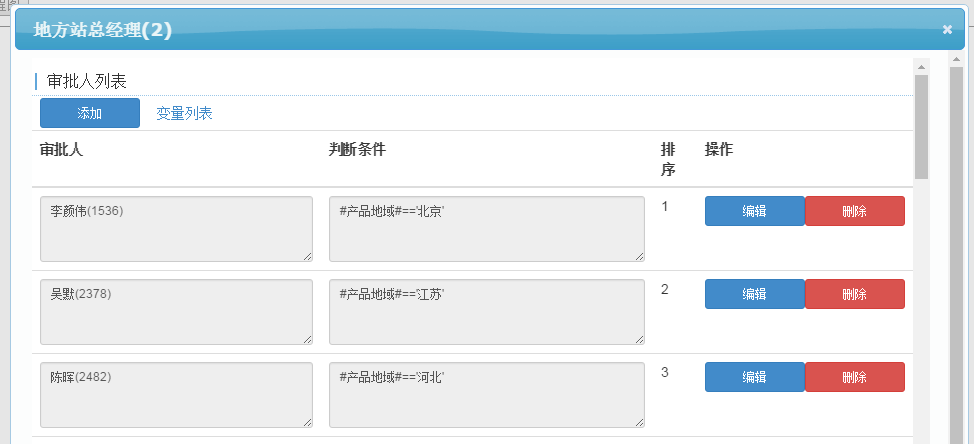 程图
地方站总经理(2)
审批人列表
添加 变量列表
审批人 判断条件 排序 操作
李颜伟(1536) #产品地域#=='北京' 1 编辑 删除
吴默(2378) #产品地域#=='江苏' 2 编辑 删除
陈晖(2482) #产品地域#=='河北' 3 编辑 删除